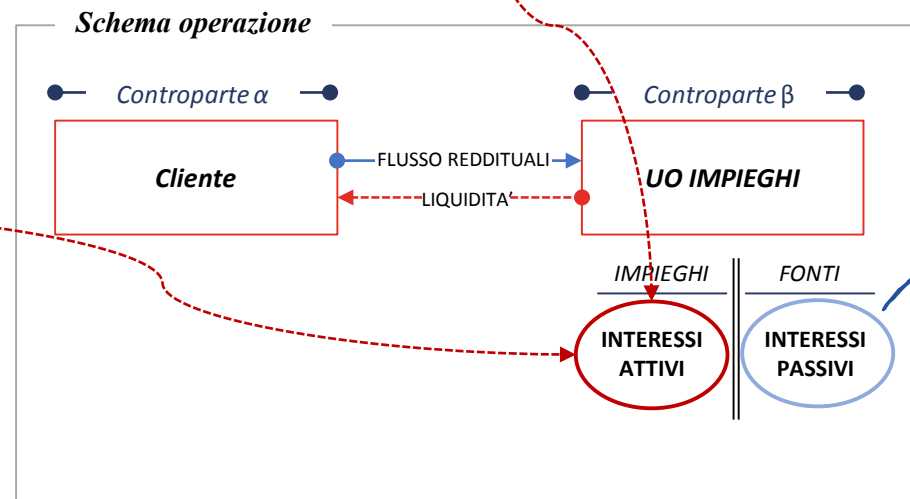 Schema operazione
Controparte α
Controparte β
Cliente
FLUSSO REDDITUALI
LIQUIDITA’
UO IMPIEGHI
IMPIEGHI
FONTI
INTERESSI
ATTIVI
INTERESSI
PASSIVI